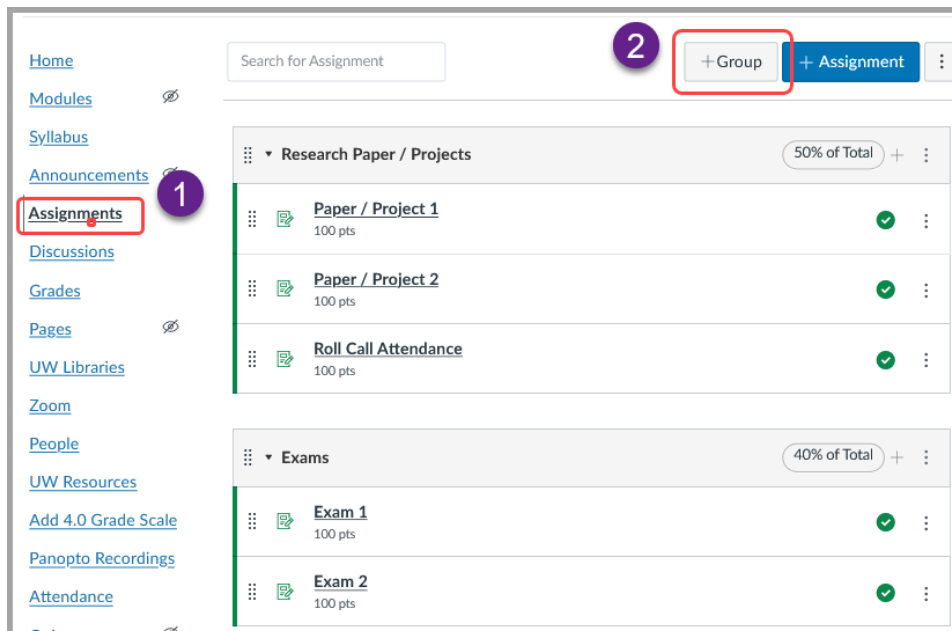 Home
Modules
Syllabus
Announcements
Assignments
Discussions
Grades
Pages
UW Libraries
Zoom
People
UW Resources
Add 4.0 Grade Scale
Panopto Recordings
Attendance
1
Search for Assignment
2
+Group
+ Assignment
Research Paper / Projects
50% of Total +
Paper / Project 1
100 pts
Paper / Project 2
100 pts
Roll Call Attendance
100 pts
Exams
40% of Total +
Exam 1
100 pts
Exam 2
100 pts